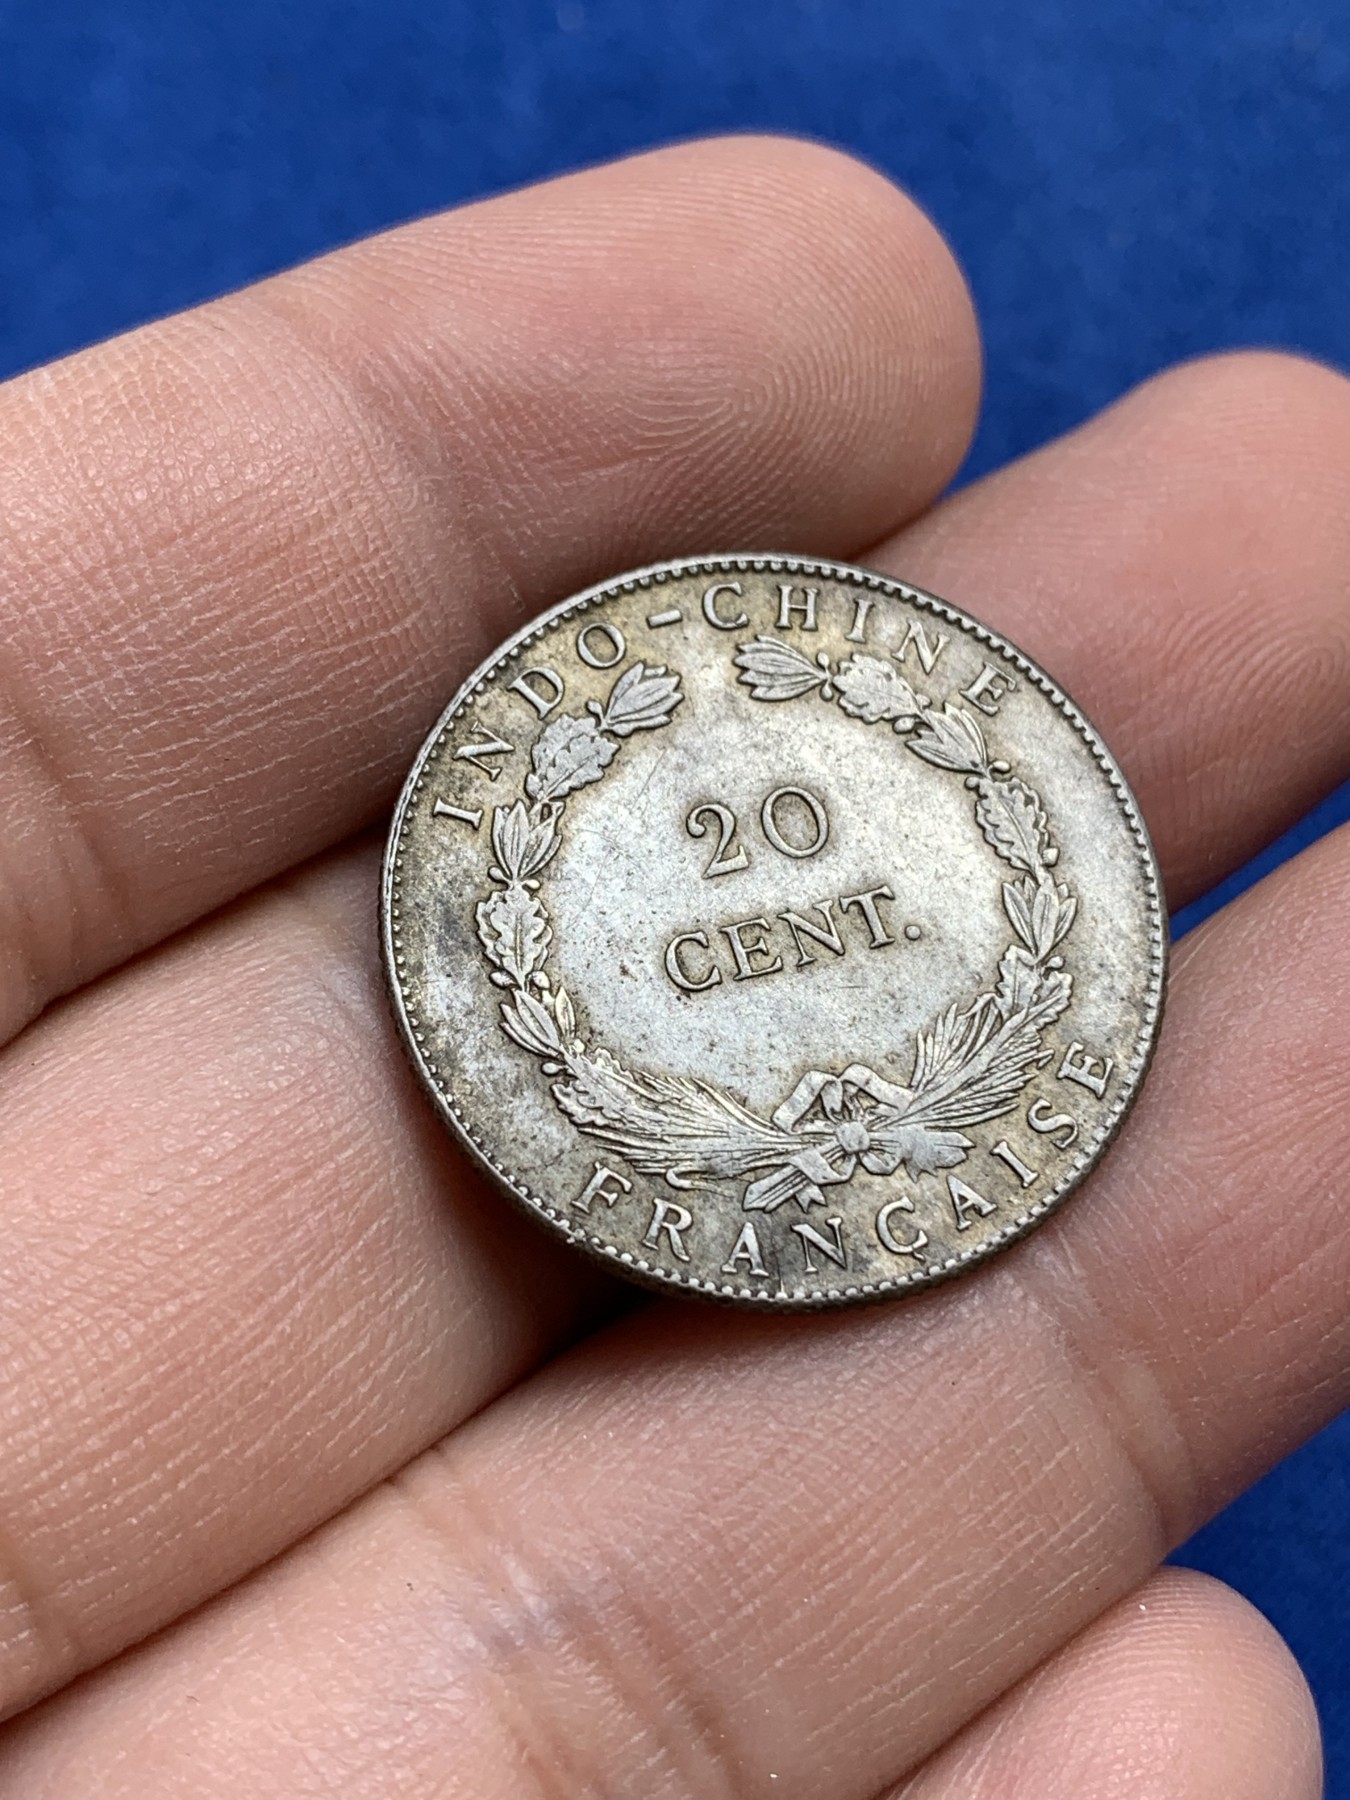 INDO-CHINE
20
CENT.
FRANÇAISE